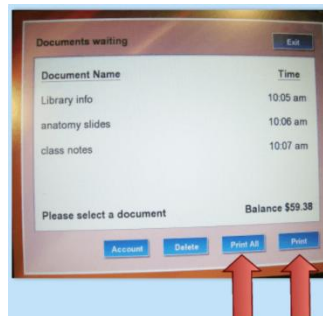 Documents waiting Exit
Document Name Time
Library info 10:05 am
anatomy slides 10:06 am
class notes 10:07 am
Please select a document Balance $59.38
Account Delete Print All Print